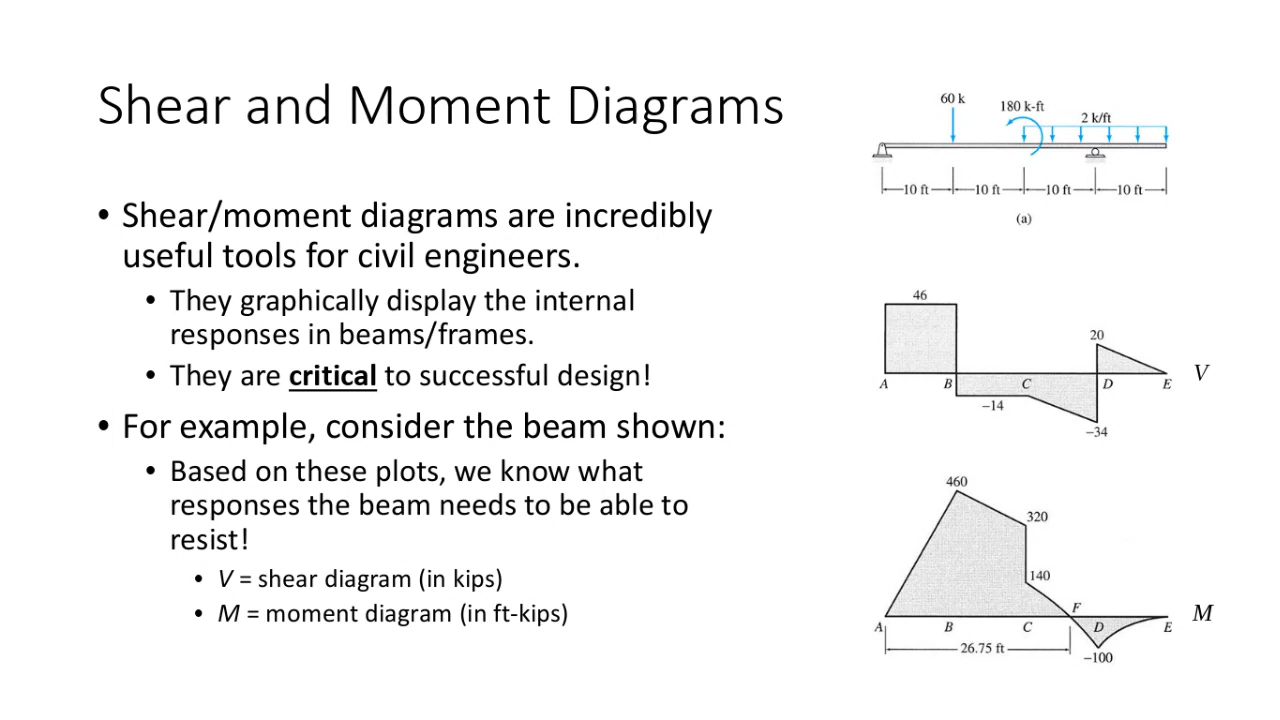 Shear and Moment Diagrams
• Shear/moment diagrams are incredibly
useful tools for civil engineers.
• They graphically display the internal
responses in beams/frames.
• They are critical to successful design!
• For example, consider the beam shown:
• Based on these plots, we know what
responses the beam needs to be able to
resist!
• V = shear diagram (in kips)
• M = moment diagram (in ft-kips)
60 k
180 k-ft
2 k/ft
10 ft 10 ft 10 ft 10 ft
(a)
46
20
A B C D E V
−14
−34
460
320
140
F
A B C D E M
26.75 ft
−100